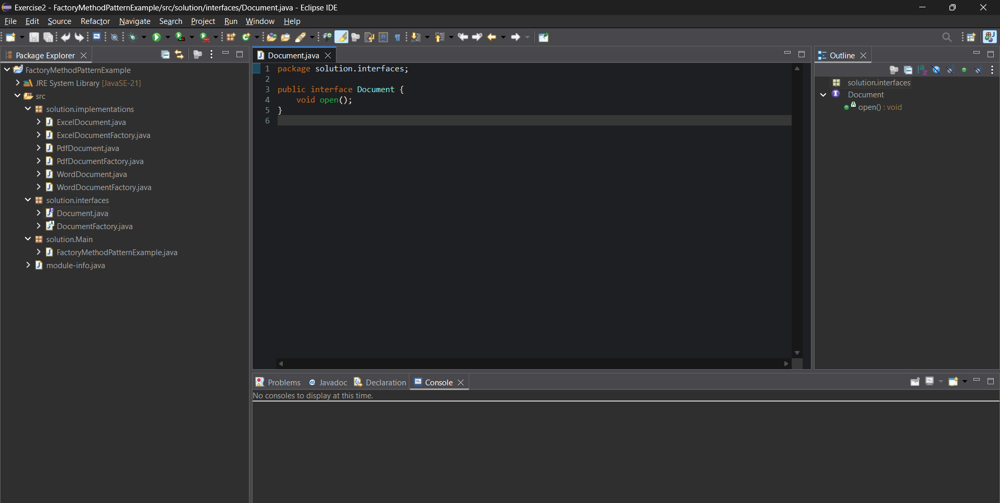 Exercise2 - FactoryMethodPatternExample/src/solution/interfaces/Document.java - Eclipse IDE
File Edit Source Refactor Navigate Search Project Run Window Help
Package Explorer
FactoryMethodPatternExample
JRE System Library [JavaSE-21]
src
solution.implementations
ExcelDocument.java
ExcelDocumentFactory.java
PdfDocument.java
PdfDocumentFactory.java
WordDocument.java
WordDocumentFactory.java
solution.interfaces
Document.java
DocumentFactory.java
solution.Main
FactoryMethodPatternExample.java
module-info.java
Document.java
1 package solution.interfaces;
2
3 public interface Document {
4     void open();
5 }
6
Outline
solution.interfaces
Document
open() : void
Problems Javadoc Declaration Console
No consoles to display at this time.